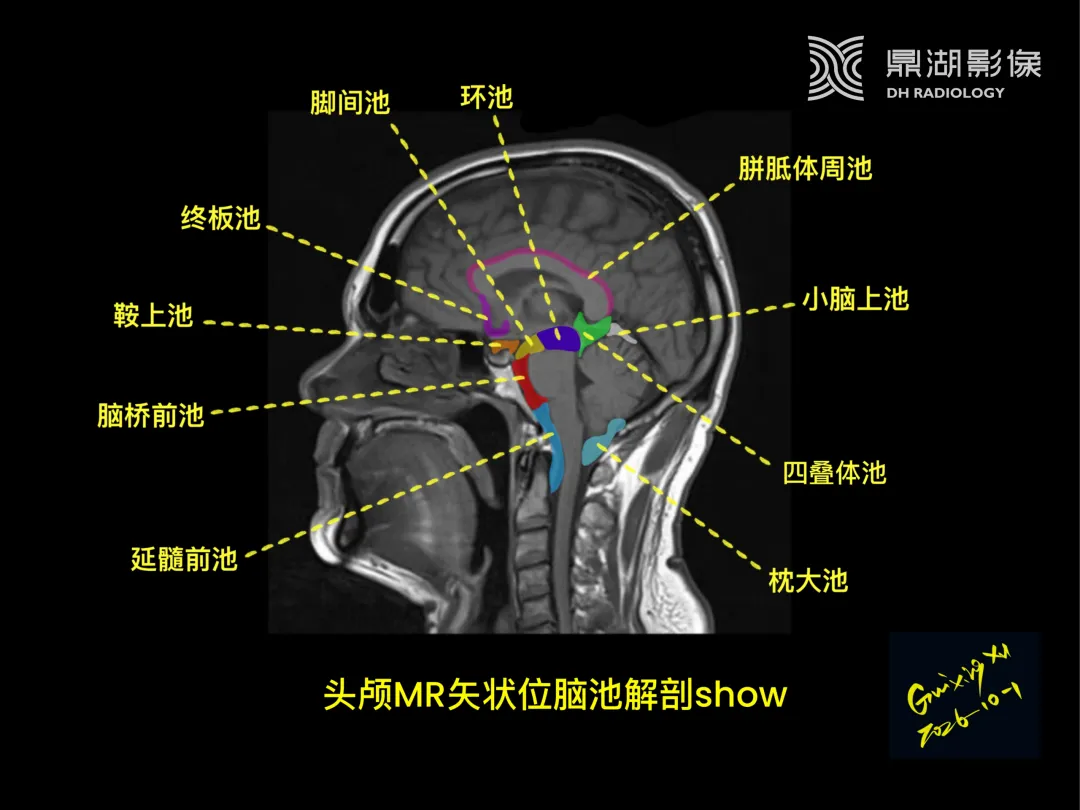 鼎湖影像
DH RADIOLOGY
脚间池
环池
胼胝体周池
终板池
小脑上池
鞍上池
脑桥前池
四叠体池
延髓前池
枕大池
头颅MR矢状位脑池解剖show
Guixing Xu
2026-10-1